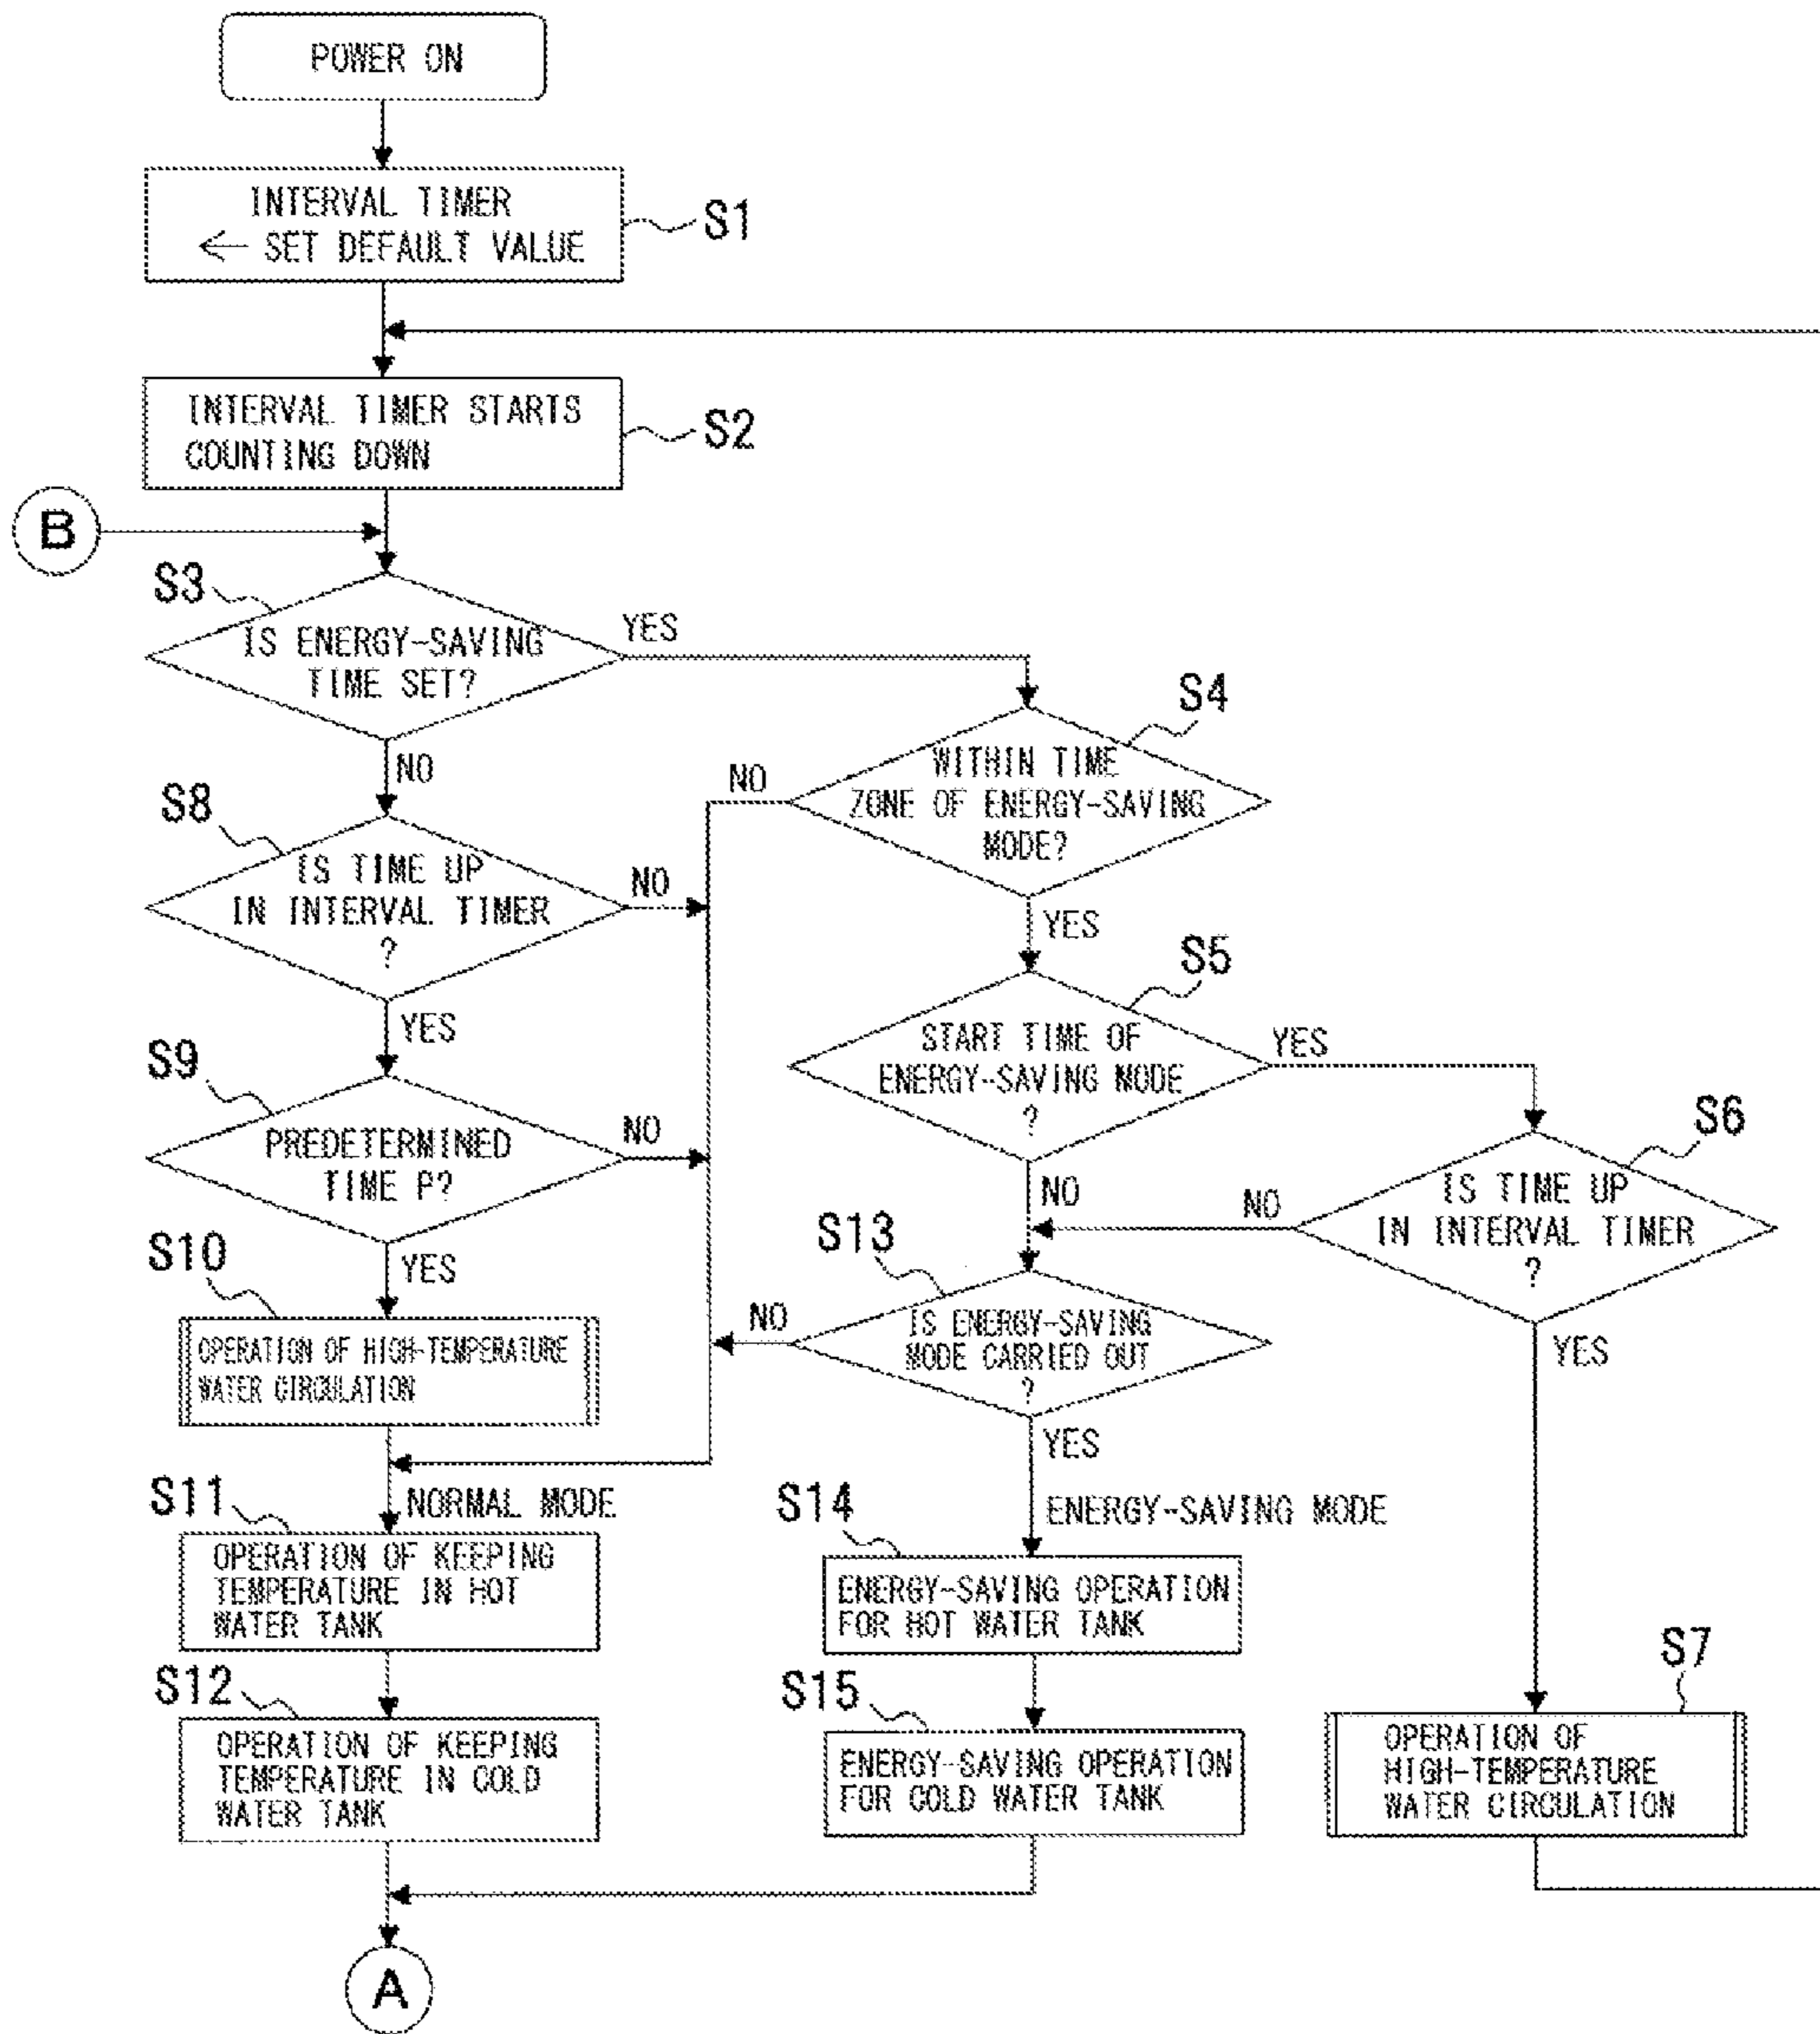 POWER ON
INTERVAL TIMER
← SET DEFAULT VALUE
S1
INTERVAL TIMER STARTS
COUNTING DOWN
S2
B
S3
IS ENERGY-SAVING
TIME SET?
YES
NO
S4
WITHIN TIME
ZONE OF ENERGY-SAVING
MODE?
NO
YES
S8
IS TIME UP
IN INTERVAL TIMER
?
NO
YES
S5
START TIME OF
ENERGY-SAVING MODE
?
YES
NO
S9
PREDETERMINED
TIME P?
NO
YES
S6
IS TIME UP
IN INTERVAL TIMER
?
NO
YES
S13
IS ENERGY-SAVING
MODE CARRIED OUT
?
NO
YES
S10
OPERATION OF HIGH-TEMPERATURE
WATER CIRCULATION
NORMAL MODE
ENERGY-SAVING MODE
S11
OPERATION OF KEEPING
TEMPERATURE IN HOT
WATER TANK
S14
ENERGY-SAVING OPERATION
FOR HOT WATER TANK
S7
OPERATION OF
HIGH-TEMPERATURE
WATER CIRCULATION
S12
OPERATION OF KEEPING
TEMPERATURE IN COLD
WATER TANK
S15
ENERGY-SAVING OPERATION
FOR COLD WATER TANK
A